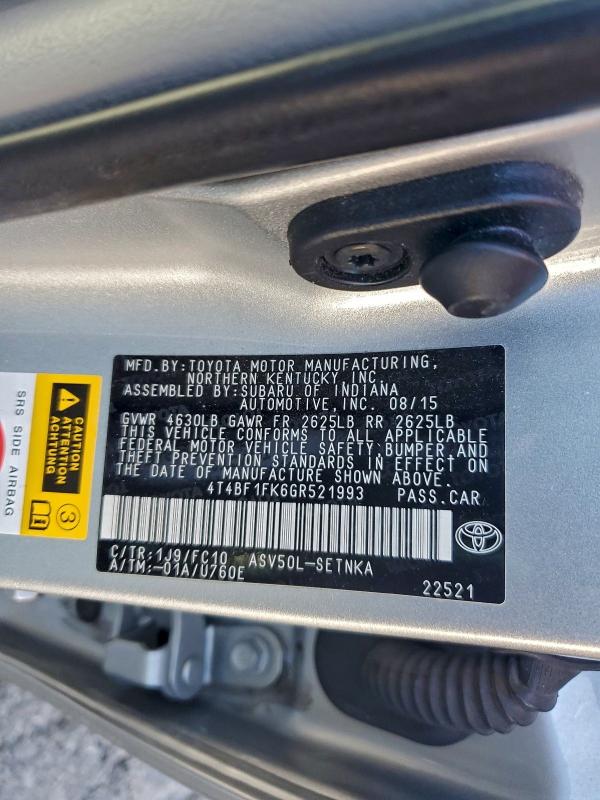 MFD.BY:TOYOTA MOTOR MANUFACTURING,
NORTHERN KENTUCKY, INC.
ASSEMBLED BY:SUBARU OF INDIANA
AUTOMOTIVE, INC. 08/15
GVWR 4630LB GAWR FR 2625LB RR 2625LB
THIS VEHICLE CONFORMS TO ALL APPLICABLE
FEDERAL MOTOR VEHICLE SAFETY, BUMPER, AND
THEFT PREVENTION STANDARDS IN EFFECT ON
THE DATE OF MANUFACTURE SHOWN ABOVE.
4T4BF1FK6GR521993 PASS.CAR
C/TR:1J9/FC10 ASV50L-SETNKA
A/TM:-01A/U760E
22521
SRS SIDE AIRBAG
CAUTION
ATTENTION
ACHTUNG
3